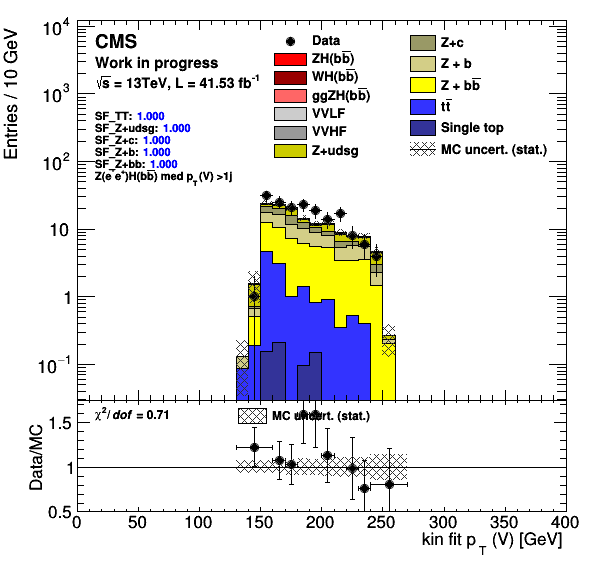 CMS
Work in progress
√s = 13TeV, L = 41.53 fb⁻¹
SF_TT: 1.000
SF_Z+udsg: 1.000
SF_Z+c: 1.000
SF_Z+b: 1.000
SF_Z+bb: 1.000
Z(e⁺e⁺)H(bb̅) med p_T(V) >1j
Data
ZH(bb̅)
WH(bb̅)
ggZH(bb̅)
VVLF
VVHF
Z+udsg
Z+c
Z + b
Z + bb̅
tt̅
Single top
MC uncert. (stat.)
Entries / 10 GeV
10⁴
10³
10²
10
1
10⁻¹
χ²/dof = 0.71
MC uncert. (stat.)
Data/MC
1.5
1
0.5
0 50 100 150 200 250 300 350 400
kin fit p_T (V) [GeV]